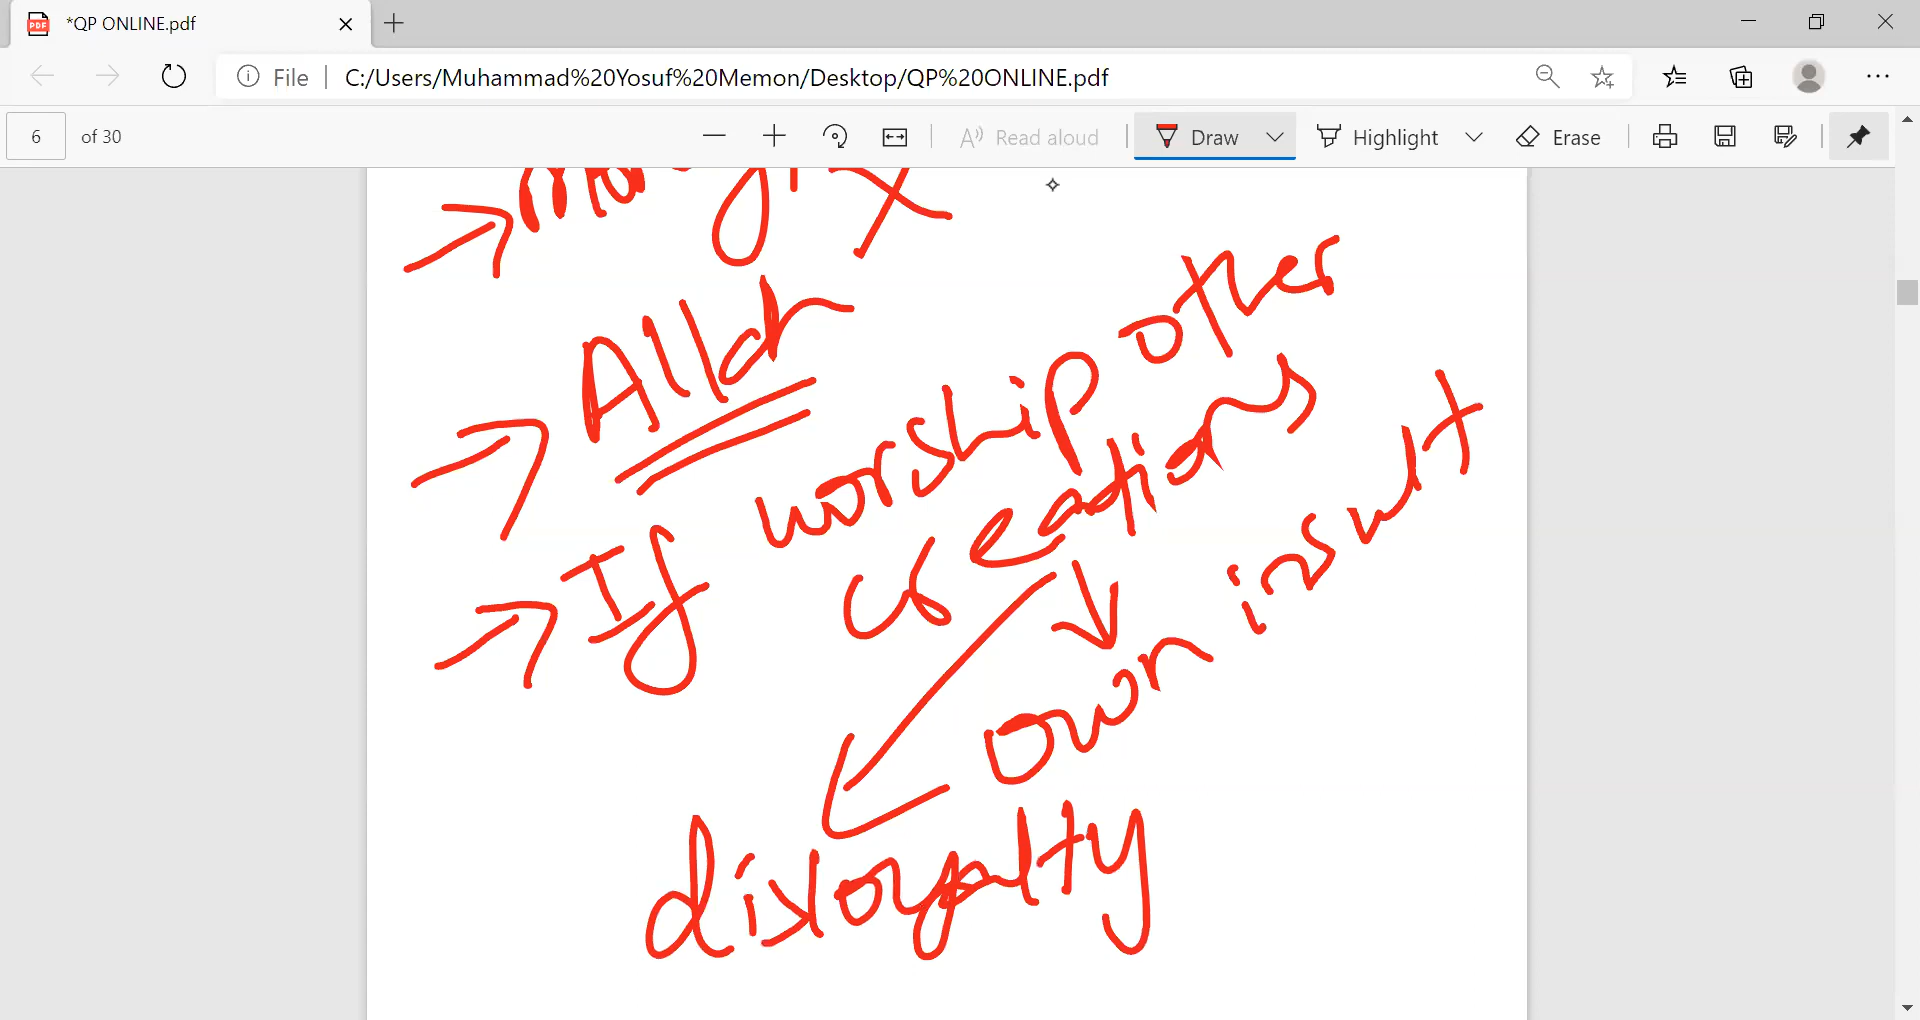 *QP ONLINE.pdf
File C:/Users/Muhammad%20Yosuf%20Memon/Desktop/QP%20ONLINE.pdf
6 of 30 Read aloud Draw Highlight Erase
→ Allah
→ If worship other
creations
own insult
disloyalty